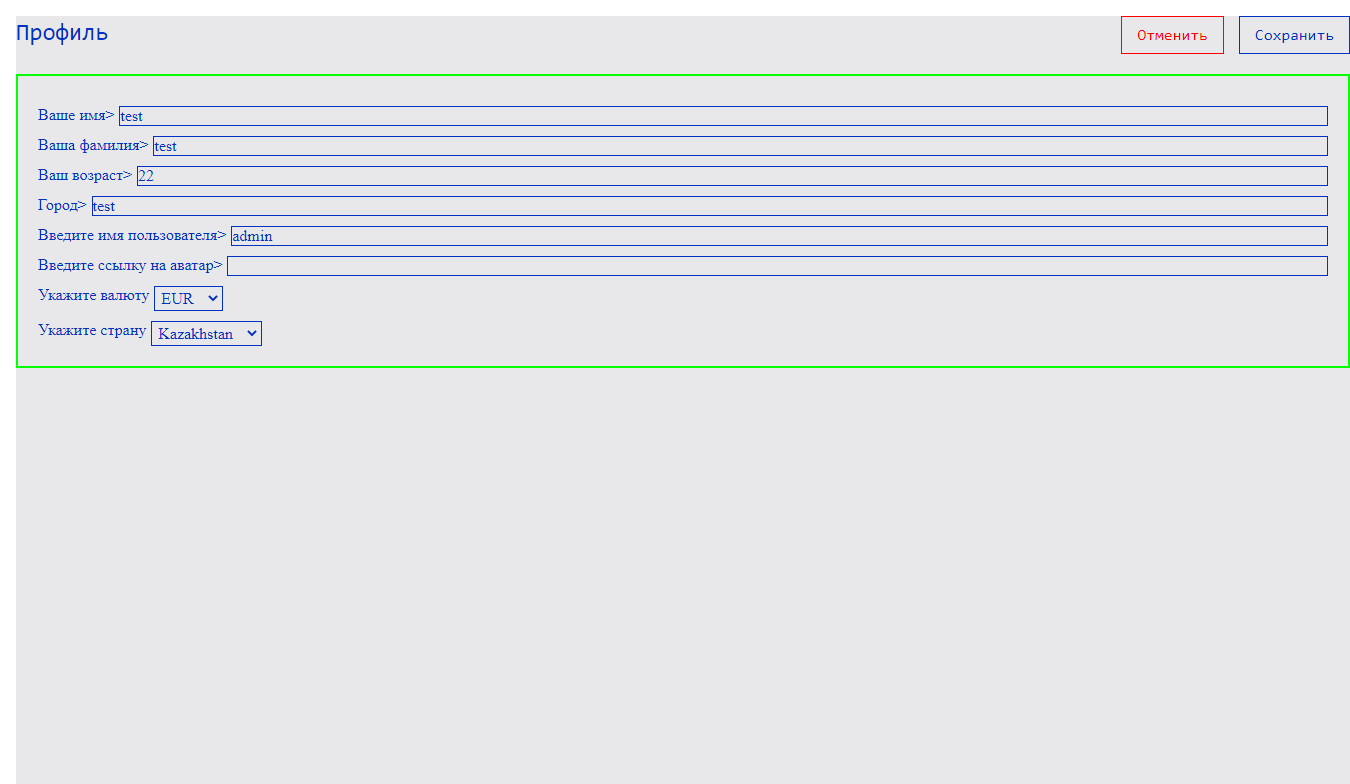 Профиль Отменить Сохранить
Ваше имя> test
Ваша фамилия> test
Ваш возраст> 22
Город> test
Введите имя пользователя> admin
Введите ссылку на аватар>
Укажите валюту EUR
Укажите страну Kazakhstan